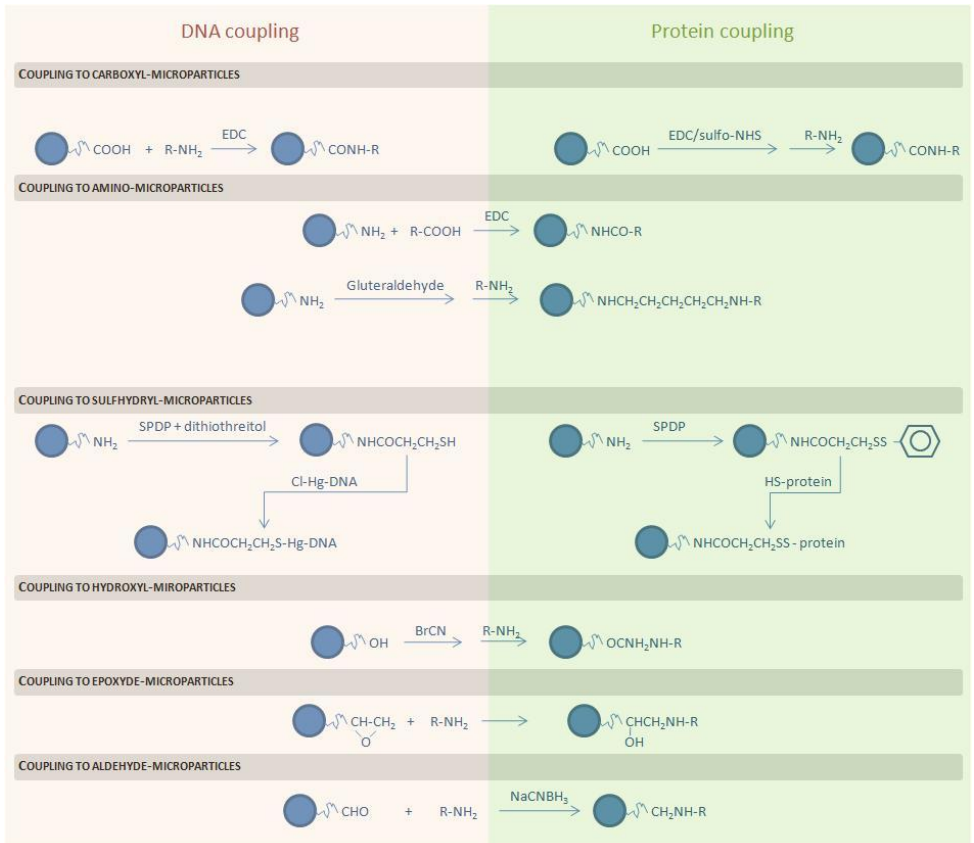 DNA coupling
Protein coupling
COUPLING TO CARBOXYL-MICROPARTICLES
COOH + R-NH₂ EDC CONH-R
COOH EDC/sulfo-NHS R-NH₂ CONH-R
COUPLING TO AMINO-MICROPARTICLES
NH₂ + R-COOH EDC NHCO-R
NH₂ Gluteraldehyde R-NH₂ NHCH₂CH₂CH₂CH₂CH₂NH-R
COUPLING TO SULFHYDRYL-MICROPARTICLES
NH₂ SPDP + dithiothreitol NHCOCH₂CH₂SH
Cl-Hg-DNA
NHCOCH₂CH₂S-Hg-DNA
NH₂ SPDP NHCOCH₂CH₂SS
HS-protein
NHCOCH₂CH₂SS - protein
COUPLING TO HYDROXYL-MIROPARTICLES
OH BrCN R-NH₂ OCNH₂NH-R
COUPLING TO EPOXYDE-MICROPARTICLES
CH-CH₂ + R-NH₂ CHCH₂NH-R
O OH
COUPLING TO ALDEHYDE-MICROPARTICLES
CHO + R-NH₂ NaCNBH₃ CH₂NH-R